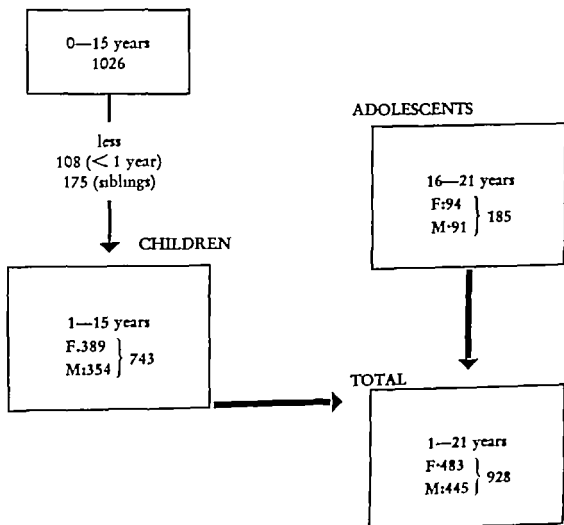 0—15 years
1026
less
108 (< 1 year)
175 (siblings)
CHILDREN
1—15 years
F.389
M:354 } 743
ADOLESCENTS
16—21 years
F:94
M·91 } 185
TOTAL
1—21 years
F·483
M:445 } 928